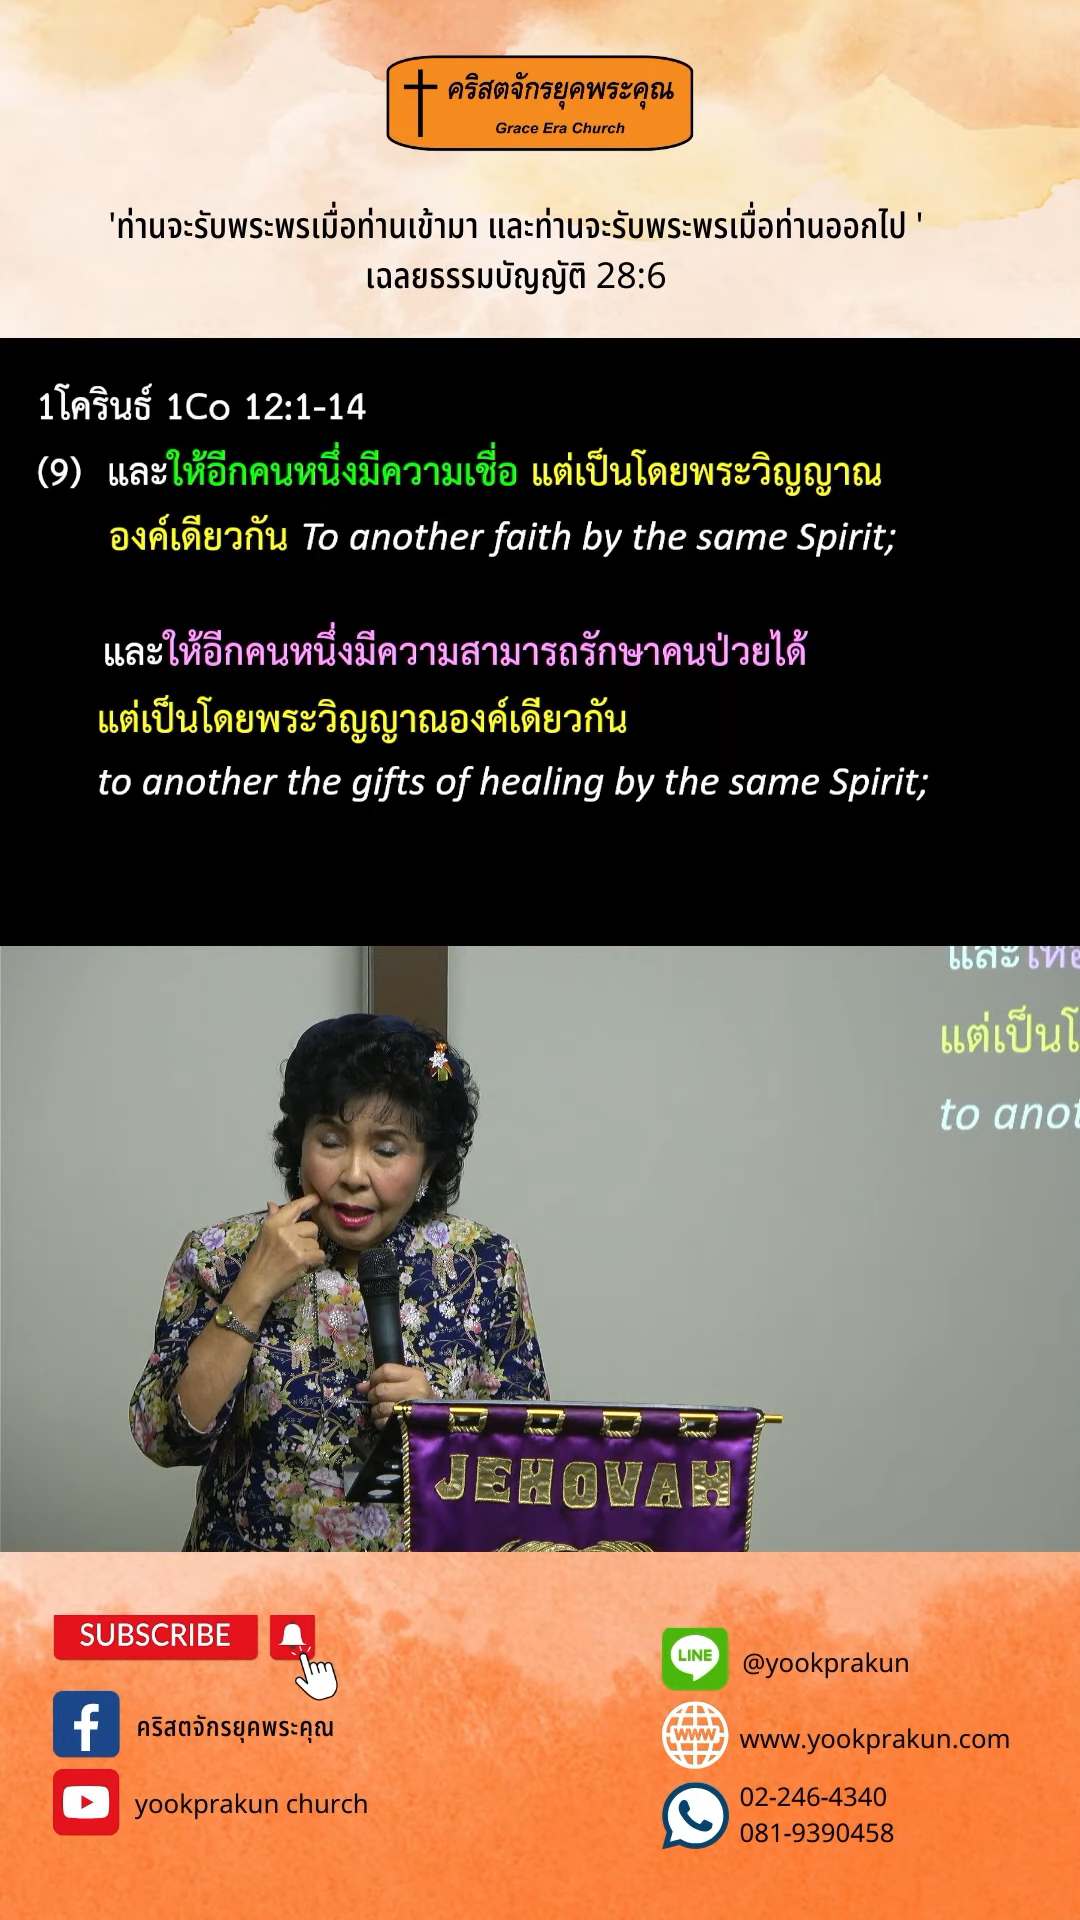 คริสตจักรยุคพระคุณ
Grace Era Church
'ท่านจะรับพระพรเมื่อท่านเข้ามา และท่านจะรับพระพรเมื่อท่านออกไป '
เฉลยธรรมบัญญัติ 28:6
1โครินธ์ 1Co 12:1-14
(9) และให้อีกคนหนึ่งมีความเชื่อ แต่เป็นโดยพระวิญญาณ
องค์เดียวกัน To another faith by the same Spirit;
และให้อีกคนหนึ่งมีความสามารถรักษาคนป่วยได้
แต่เป็นโดยพระวิญญาณองค์เดียวกัน
to another the gifts of healing by the same Spirit;
และให้อ
แต่เป็นโ
to anot
JEHOVAH
SUBSCRIBE
คริสตจักรยุคพระคุณ
yookprakun church
LINE
@yookprakun
WWW
www.yookprakun.com
02-246-4340
081-9390458